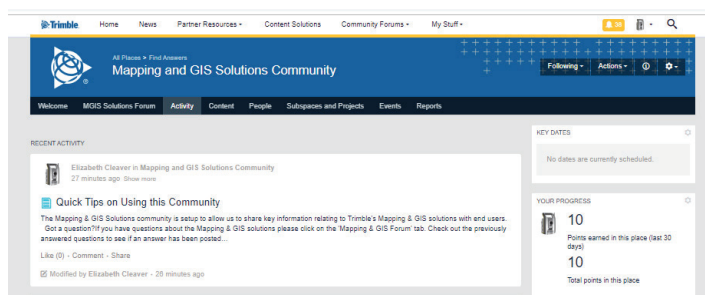 Trimble
Home News Partner Resources Content Solutions Community Forums My Stuff 38
All Places > Find Answers
Mapping and GIS Solutions Community
Following Actions
Welcome MGIS Solutions Forum Activity Content People Subspaces and Projects Events Reports
RECENT ACTIVITY
Elizabeth Cleaver in Mapping and GIS Solutions Community
27 minutes ago Show more
Quick Tips on Using this Community
The Mapping & GIS Solutions community is setup to allow us to share key information relating to Trimble's Mapping & GIS solutions with end users.
Got a question?If you have questions about the Mapping & GIS solutions please click on the 'Mapping & GIS Forum' tab. Check out the previously
answered questions to see if an answer has been posted...
Like (0) - Comment - Share
Modified by Elizabeth Cleaver - 26 minutes ago
KEY DATES
No dates are currently scheduled.
YOUR PROGRESS
10
Points earned in this place (last 30
days)
10
Total points in this place